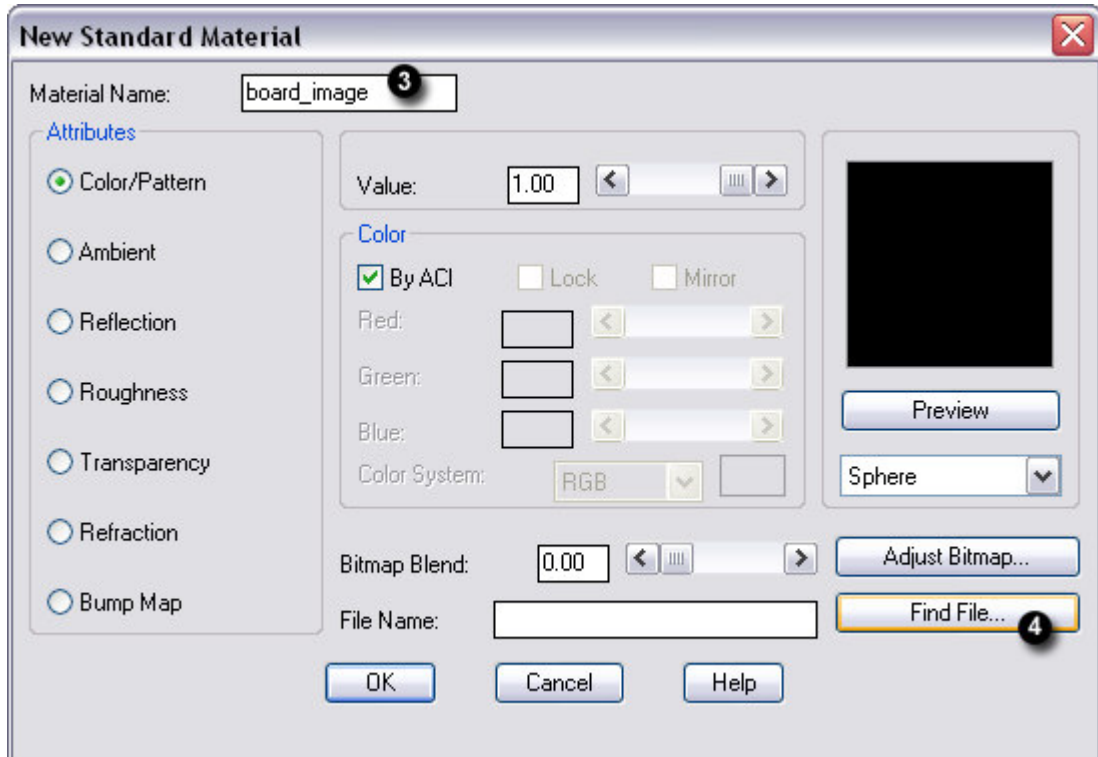 New Standard Material
Material Name: board_image 3
Attributes
Color/Pattern
Ambient
Reflection
Roughness
Transparency
Refraction
Bump Map
Value: 1.00
Color
By ACI Lock Mirror
Red:
Green:
Blue:
Color System: RGB
Preview
Sphere
Bitmap Blend: 0.00 Adjust Bitmap...
File Name: Find File... 4
OK Cancel Help